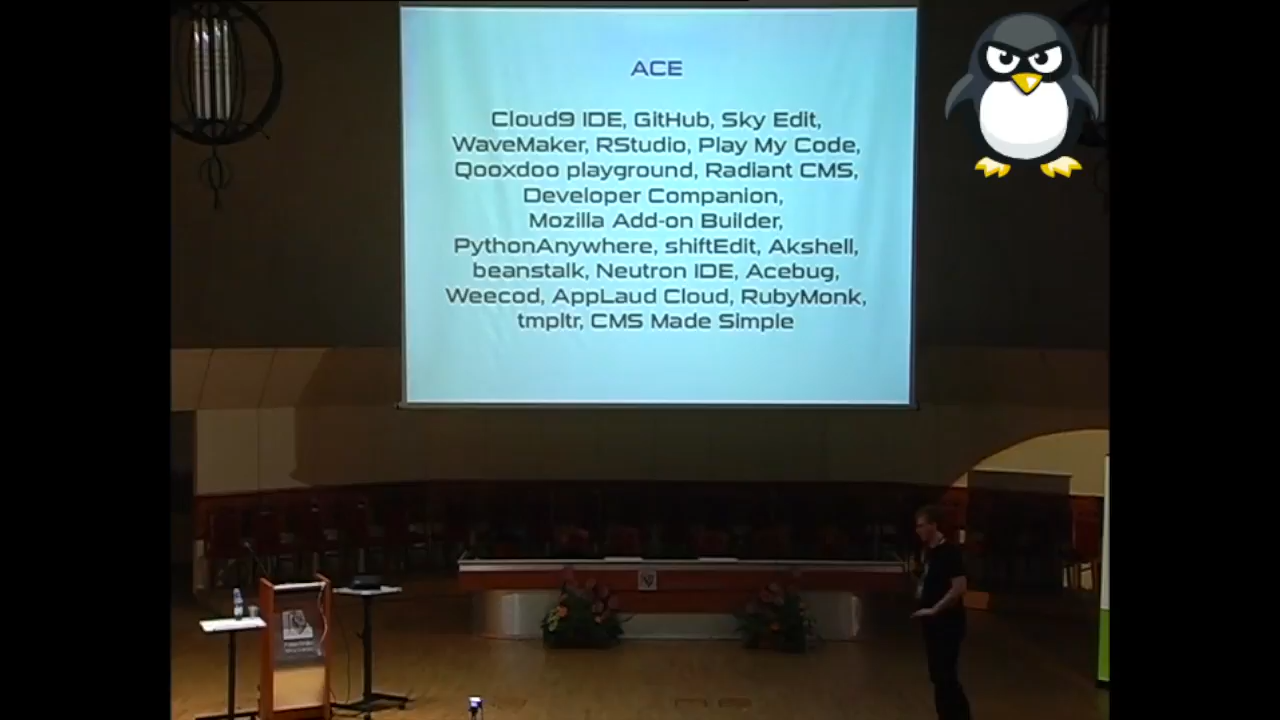 ACE
Cloud9 IDE, GitHub, Sky Edit,
WaveMaker, RStudio, Play My Code,
Qooxdoo playground, Radiant CMS,
Developer Companion,
Mozilla Add-on Builder,
PythonAnywhere, shiftEdit, Akshell,
beanstalk, Neutron IDE, Acebug,
Weecod, AppLaud Cloud, RubyMonk,
tmpltr, CMS Made Simple